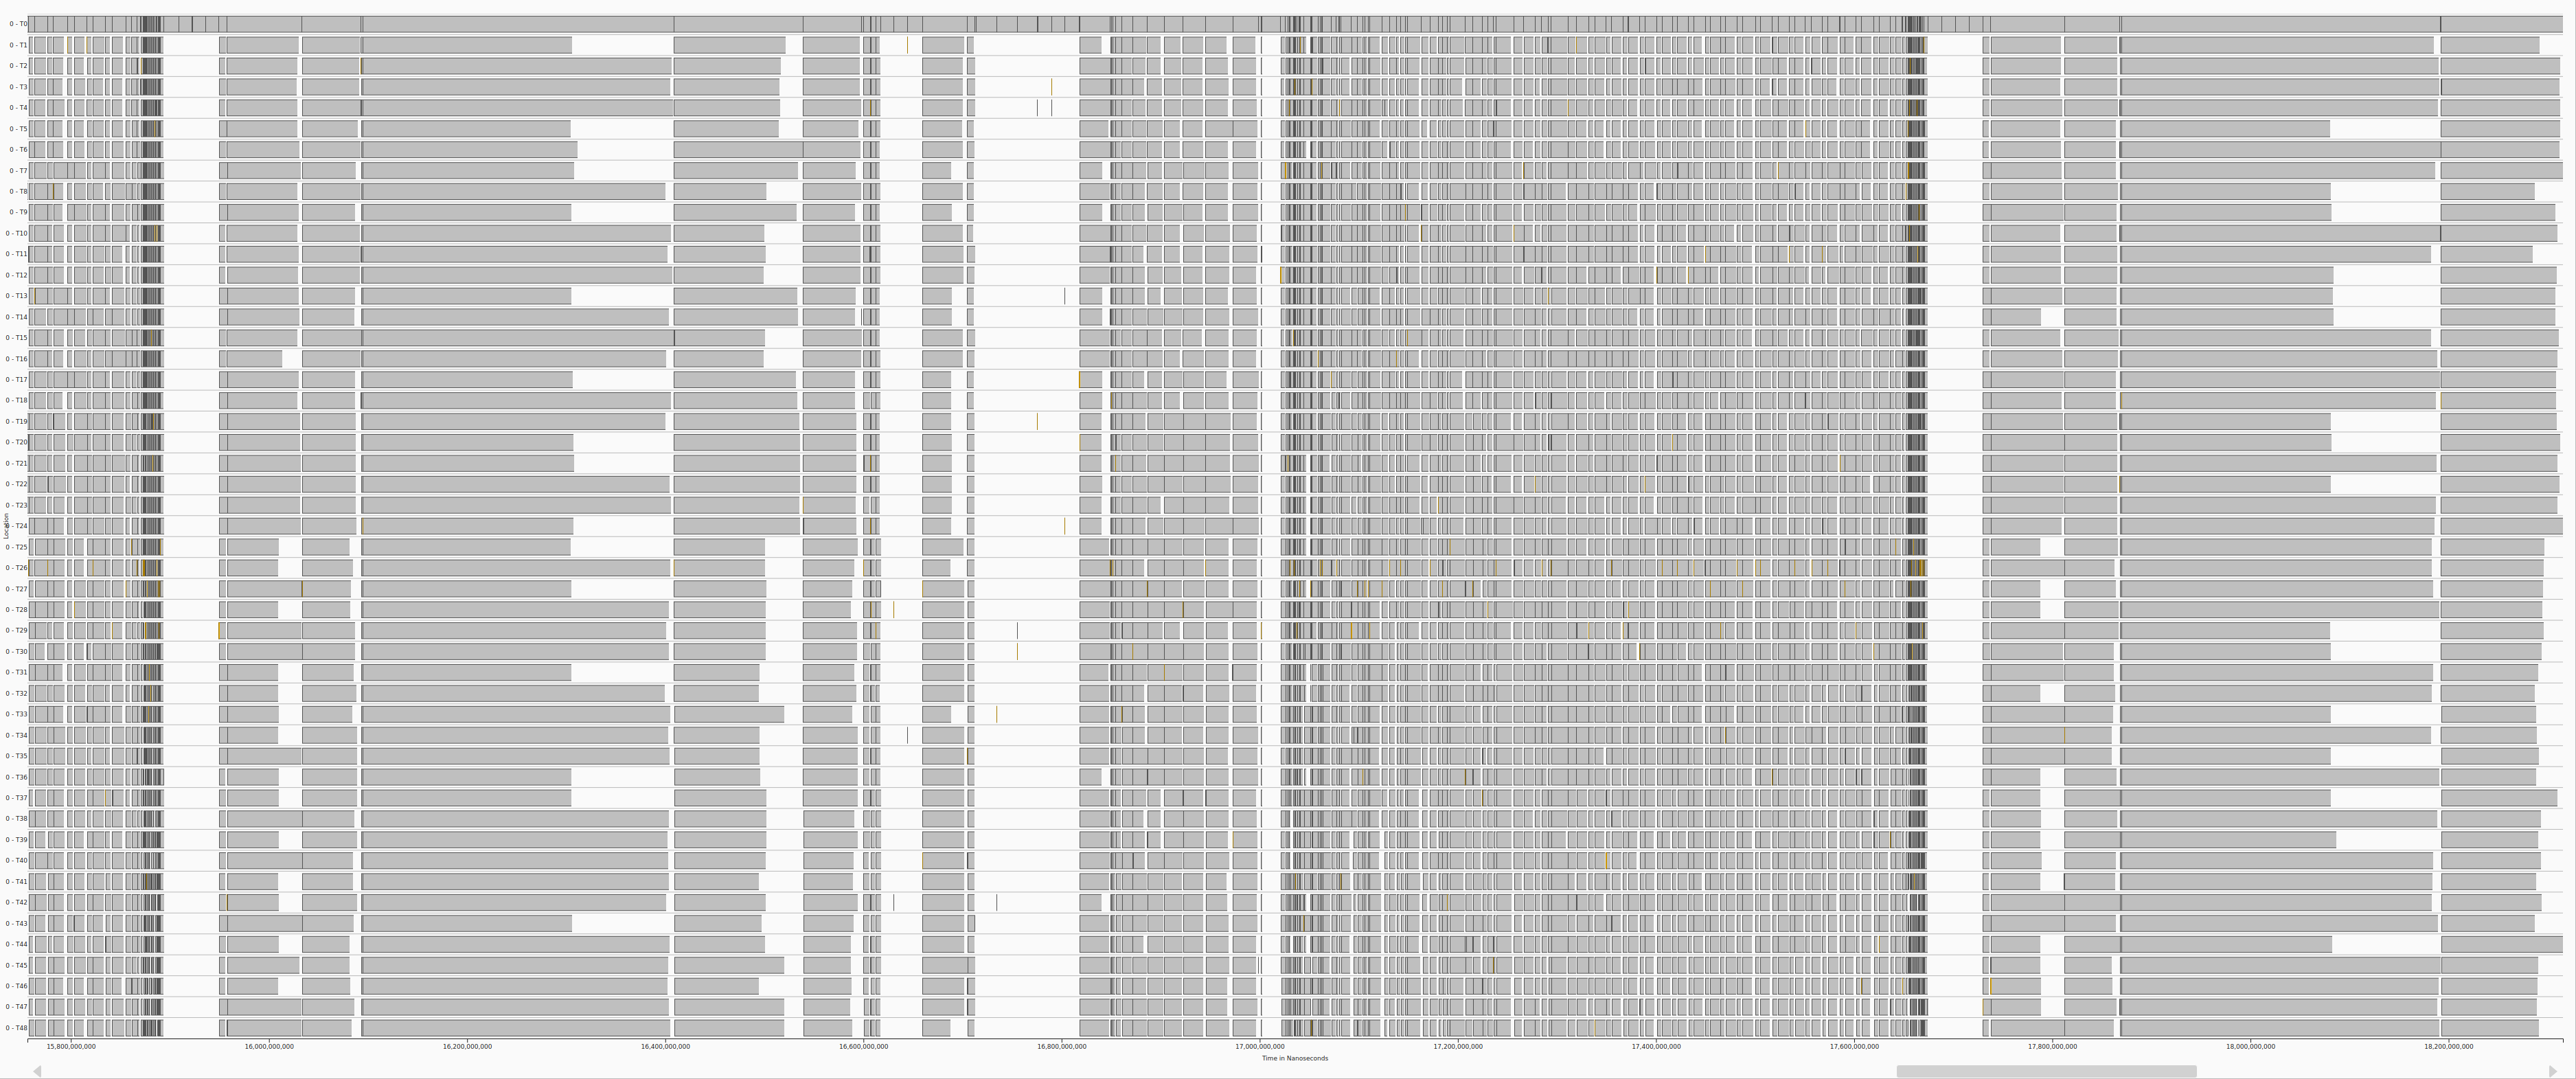 0 - T0
0 - T1
0 - T2
0 - T3
0 - T4
0 - T5
0 - T6
0 - T7
0 - T8
0 - T9
0 - T10
0 - T11
0 - T12
0 - T13
0 - T14
0 - T15
0 - T16
0 - T17
0 - T18
0 - T19
0 - T20
0 - T21
0 - T22
0 - T23
0 - T24
0 - T25
0 - T26
0 - T27
0 - T28
0 - T29
0 - T30
0 - T31
0 - T32
0 - T33
0 - T34
0 - T35
0 - T36
0 - T37
0 - T38
0 - T39
0 - T40
0 - T41
0 - T42
0 - T43
0 - T44
0 - T45
0 - T46
0 - T47
0 - T48
Location
15,800,000,000 16,000,000,000 16,200,000,000 16,400,000,000 16,600,000,000 16,800,000,000 17,000,000,000 17,200,000,000 17,400,000,000 17,600,000,000 17,800,000,000 18,000,000,000 18,200,000,000
Time in Nanoseconds